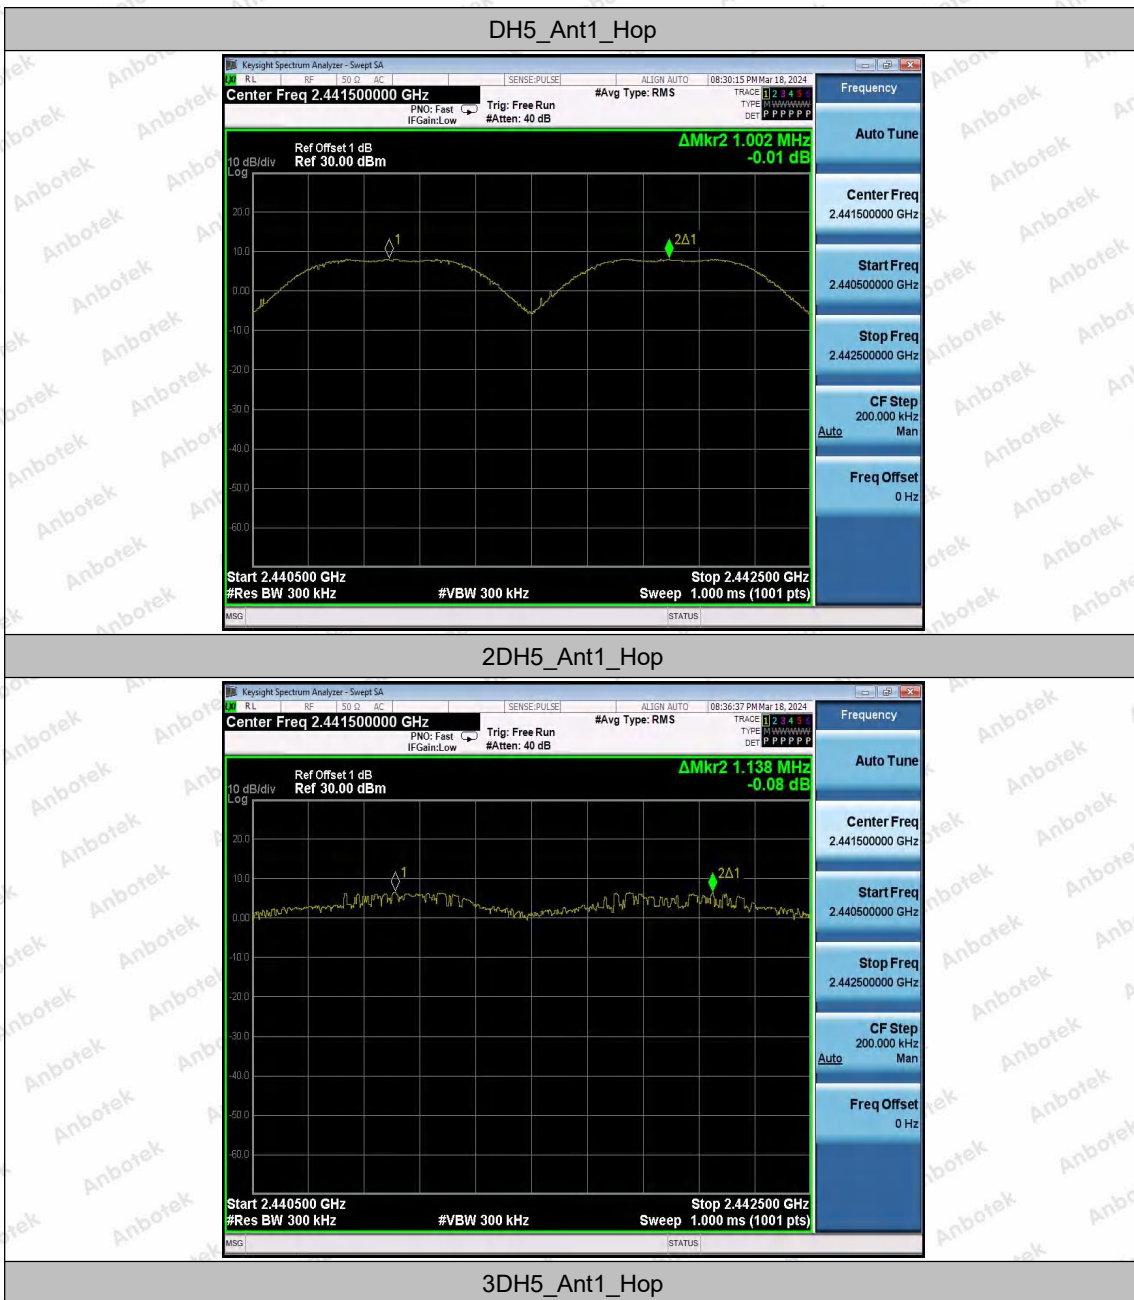 DH5_Ant1_Hop
Keysight Spectrum Analyzer - Swept SA
LXI RL RF 50 Ω AC SENSE:PULSE ALIGN AUTO 08:30:15 PM Mar 18, 2024
Center Freq 2.441500000 GHz #Avg Type: RMS TRACE 1 2 3 4 5 6
PNO: Fast Trig: Free Run TYPE M WWWWW
IFGain:Low #Atten: 40 dB DET P P P P P P
Frequency
Auto Tune
Center Freq
2.441500000 GHz
Start Freq
2.440500000 GHz
Stop Freq
2.442500000 GHz
CF Step
200.000 kHz
Auto Man
Freq Offset
0 Hz
ΔMkr2 1.002 MHz
-0.01 dB
Ref Offset 1 dB
10 dB/div Ref 30.00 dBm
Log
20.0
10.0
0.00
-10.0
-20.0
-30.0
-40.0
-50.0
-60.0
1
2Δ1
Start 2.440500 GHz Stop 2.442500 GHz
#Res BW 300 kHz #VBW 300 kHz Sweep 1.000 ms (1001 pts)
MSG STATUS
2DH5_Ant1_Hop
Keysight Spectrum Analyzer - Swept SA
LXI RL RF 50 Ω AC SENSE:PULSE ALIGN AUTO 08:36:37 PM Mar 18, 2024
Center Freq 2.441500000 GHz #Avg Type: RMS TRACE 1 2 3 4 5 6
PNO: Fast Trig: Free Run TYPE M WWWWW
IFGain:Low #Atten: 40 dB DET P P P P P P
Frequency
Auto Tune
Center Freq
2.441500000 GHz
Start Freq
2.440500000 GHz
Stop Freq
2.442500000 GHz
CF Step
200.000 kHz
Auto Man
Freq Offset
0 Hz
ΔMkr2 1.138 MHz
-0.08 dB
Ref Offset 1 dB
10 dB/div Ref 30.00 dBm
Log
20.0
10.0
0.00
-10.0
-20.0
-30.0
-40.0
-50.0
-60.0
1
2Δ1
Start 2.440500 GHz Stop 2.442500 GHz
#Res BW 300 kHz #VBW 300 kHz Sweep 1.000 ms (1001 pts)
MSG STATUS
3DH5_Ant1_Hop
Anbotek